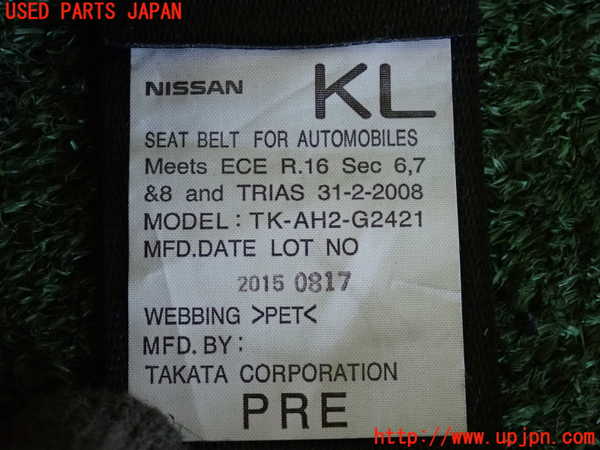 USED PARTS JAPAN
NISSAN KL
SEAT BELT FOR AUTOMOBILES
Meets ECE R.16 Sec 6,7
&8 and TRIAS 31-2-2008
MODEL: TK-AH2-G2421
MFD.DATE LOT NO
2015 0817
WEBBING >PET<
MFD.BY:
TAKATA CORPORATION
PRE
http://www.upjpn.com